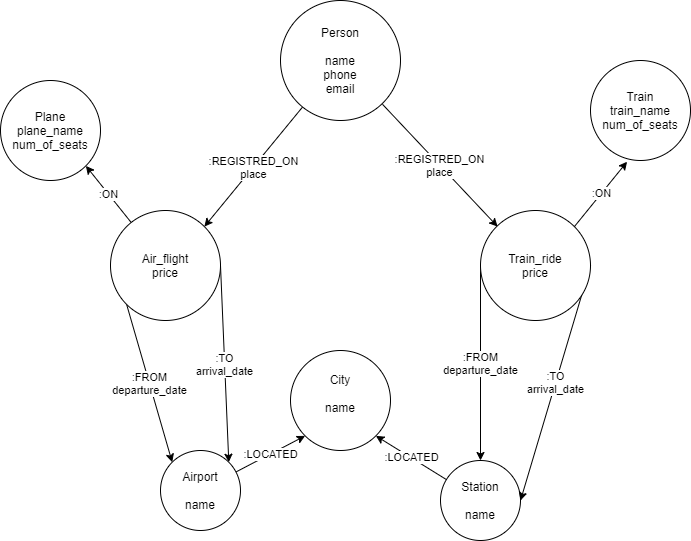 Person
name
phone
email
Plane
plane_name
num_of_seats
Train
train_name
num_of_seats
:REGISTRED_ON
place
:REGISTRED_ON
place
:ON
:ON
Air_flight
price
Train_ride
price
:FROM
departure_date
:TO
arrival_date
:FROM
departure_date
:TO
arrival_date
City
name
:LOCATED
:LOCATED
Airport
name
Station
name